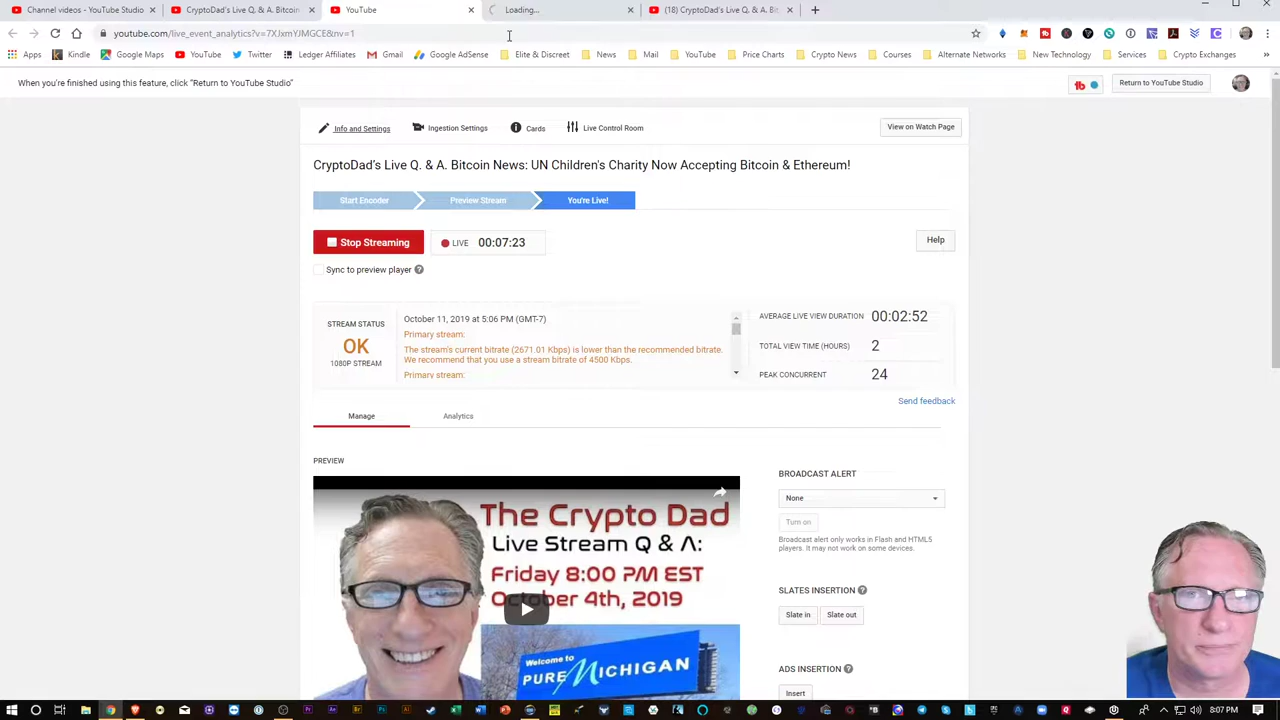 Channel videos - YouTube Studio
CryptoDad's Live Q. & A. Bitcoin
YouTube
Loading...
(18) CryptoDad's Live Q. & A. Bit
youtube.com/live_event_analytics?v=7XJxmYJMGCE&nv=1
Apps Kindle Google AdWords YouTube Twitter Ledger Affiliates Gmail Google AdSense Elite & Discreet News Mail YouTube Price Charts Crypto News Courses Alternate Networks New Technology Services Crypto Exchanges
When you're finished using this feature, click "Return to YouTube Studio"
Return to YouTube Studio
Info and Settings Ingestion Settings Cards Live Control Room
View on Watch Page
CryptoDad's Live Q. & A. Bitcoin News: UN Children's Charity Now Accepting Bitcoin & Ethereum!
Start Encoder Preview Stream You're Live!
Stop Streaming LIVE 00:07:23
Help
Sync to preview player
STREAM STATUS
OK
1080P STREAM
October 11, 2019 at 5:06 PM (GMT-7)
Primary stream:
The stream's current bitrate (2671.01 Kbps) is lower than the recommended bitrate.
We recommend that you use a stream bitrate of 4500 Kbps.
Primary stream:
AVERAGE LIVE VIEW DURATION 00:02:52
TOTAL VIEW TIME (HOURS) 2
PEAK CONCURRENT 24
Send feedback
Manage Analytics
PREVIEW
The Crypto Dad
Live Stream Q & A:
Friday 8:00 PM EST
October 4th, 2019
Welcome to
PURE MICHIGAN
BROADCAST ALERT
None
Turn on
Broadcast alert only works in Flash and HTML5
players. It may not work on some devices.
SLATES INSERTION
Slate in Slate out
ADS INSERTION
Insert
8:07 PM